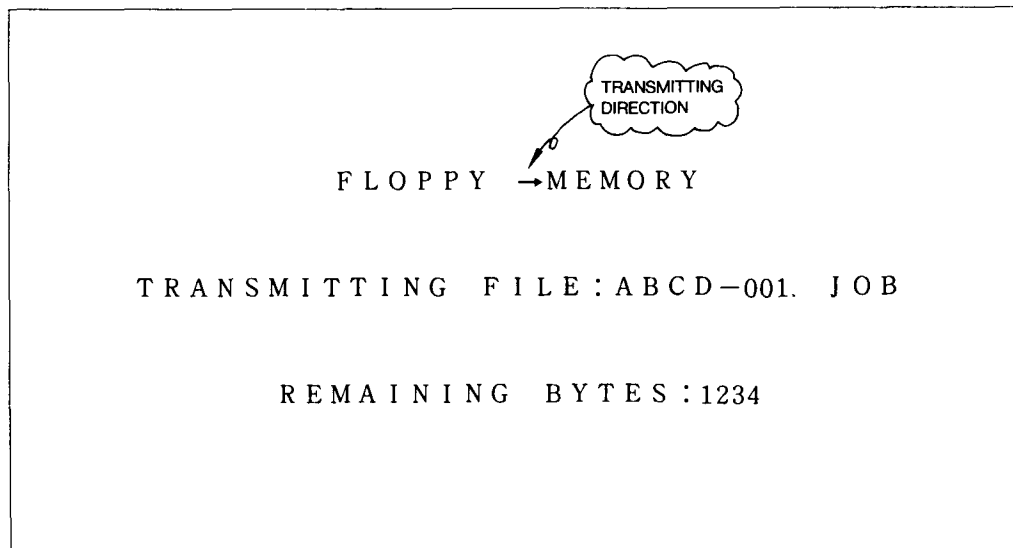 TRANSMITTING
DIRECTION
FLOPPY →MEMORY
TRANSMITTING FILE:ABCD-001. JOB
REMAINING BYTES:1234